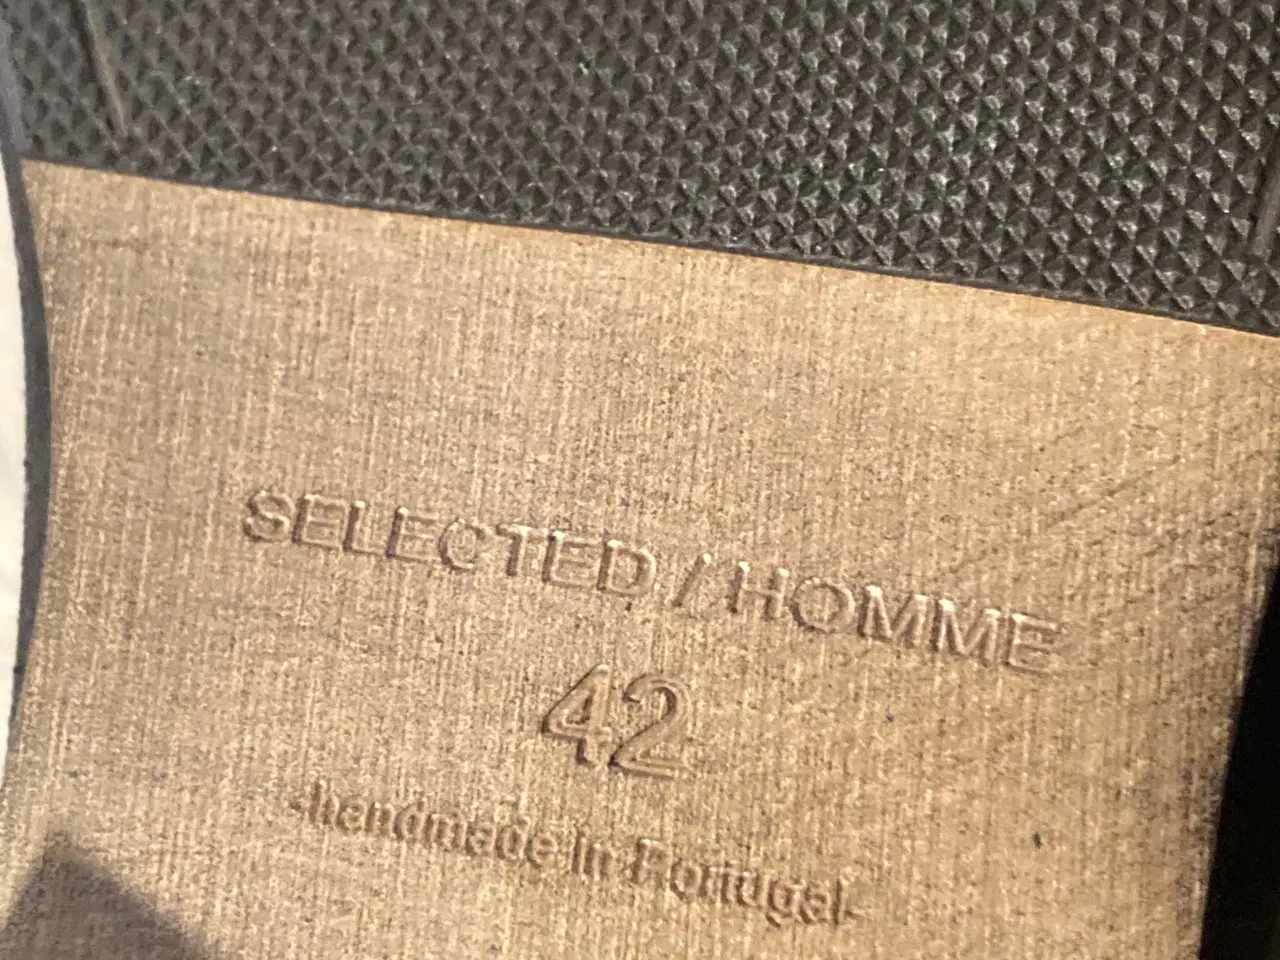 SELECTED / HOMME
42
-handmade in Portugal-